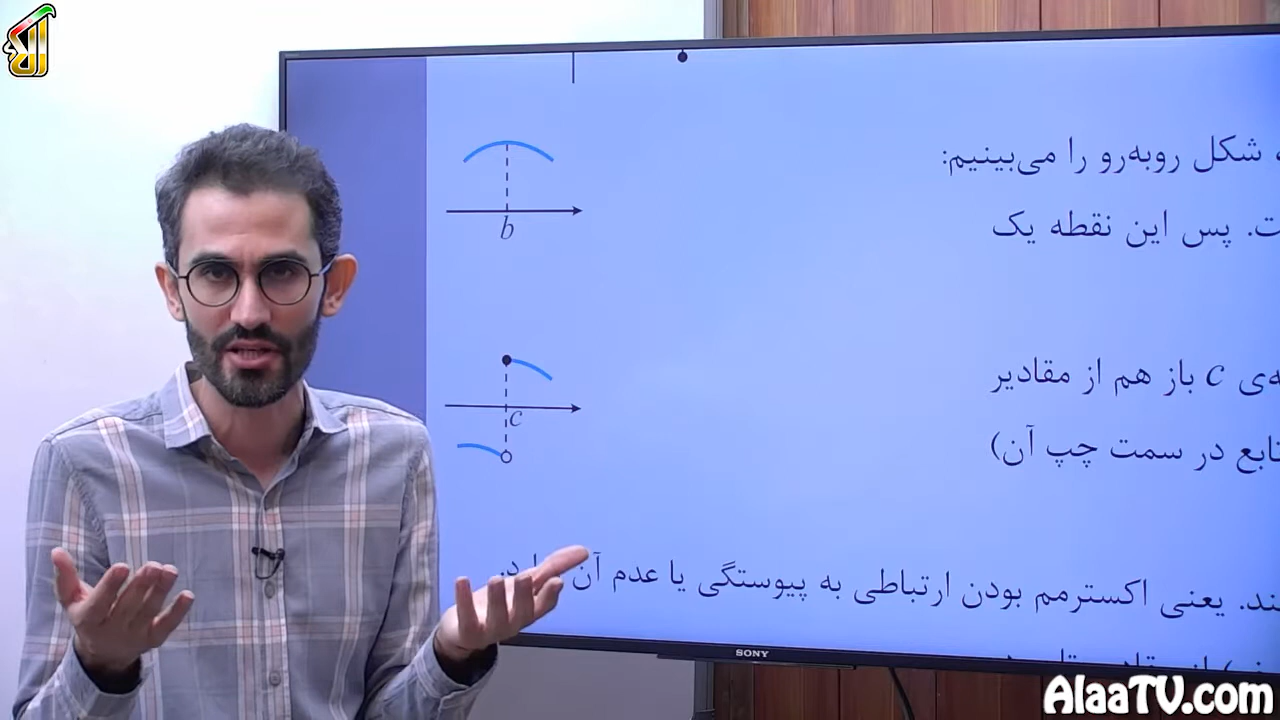 آلاء
شکل روبه‌رو را می‌بینیم:
b
ت. پس این نقطه یک
ه‌ی c باز هم از مقادیر
c
تابع در سمت چپ آن)
ند. یعنی اکسترمم بودن ارتباطی به پیوستگی یا عدم آن
SONY
AlaaTV.com